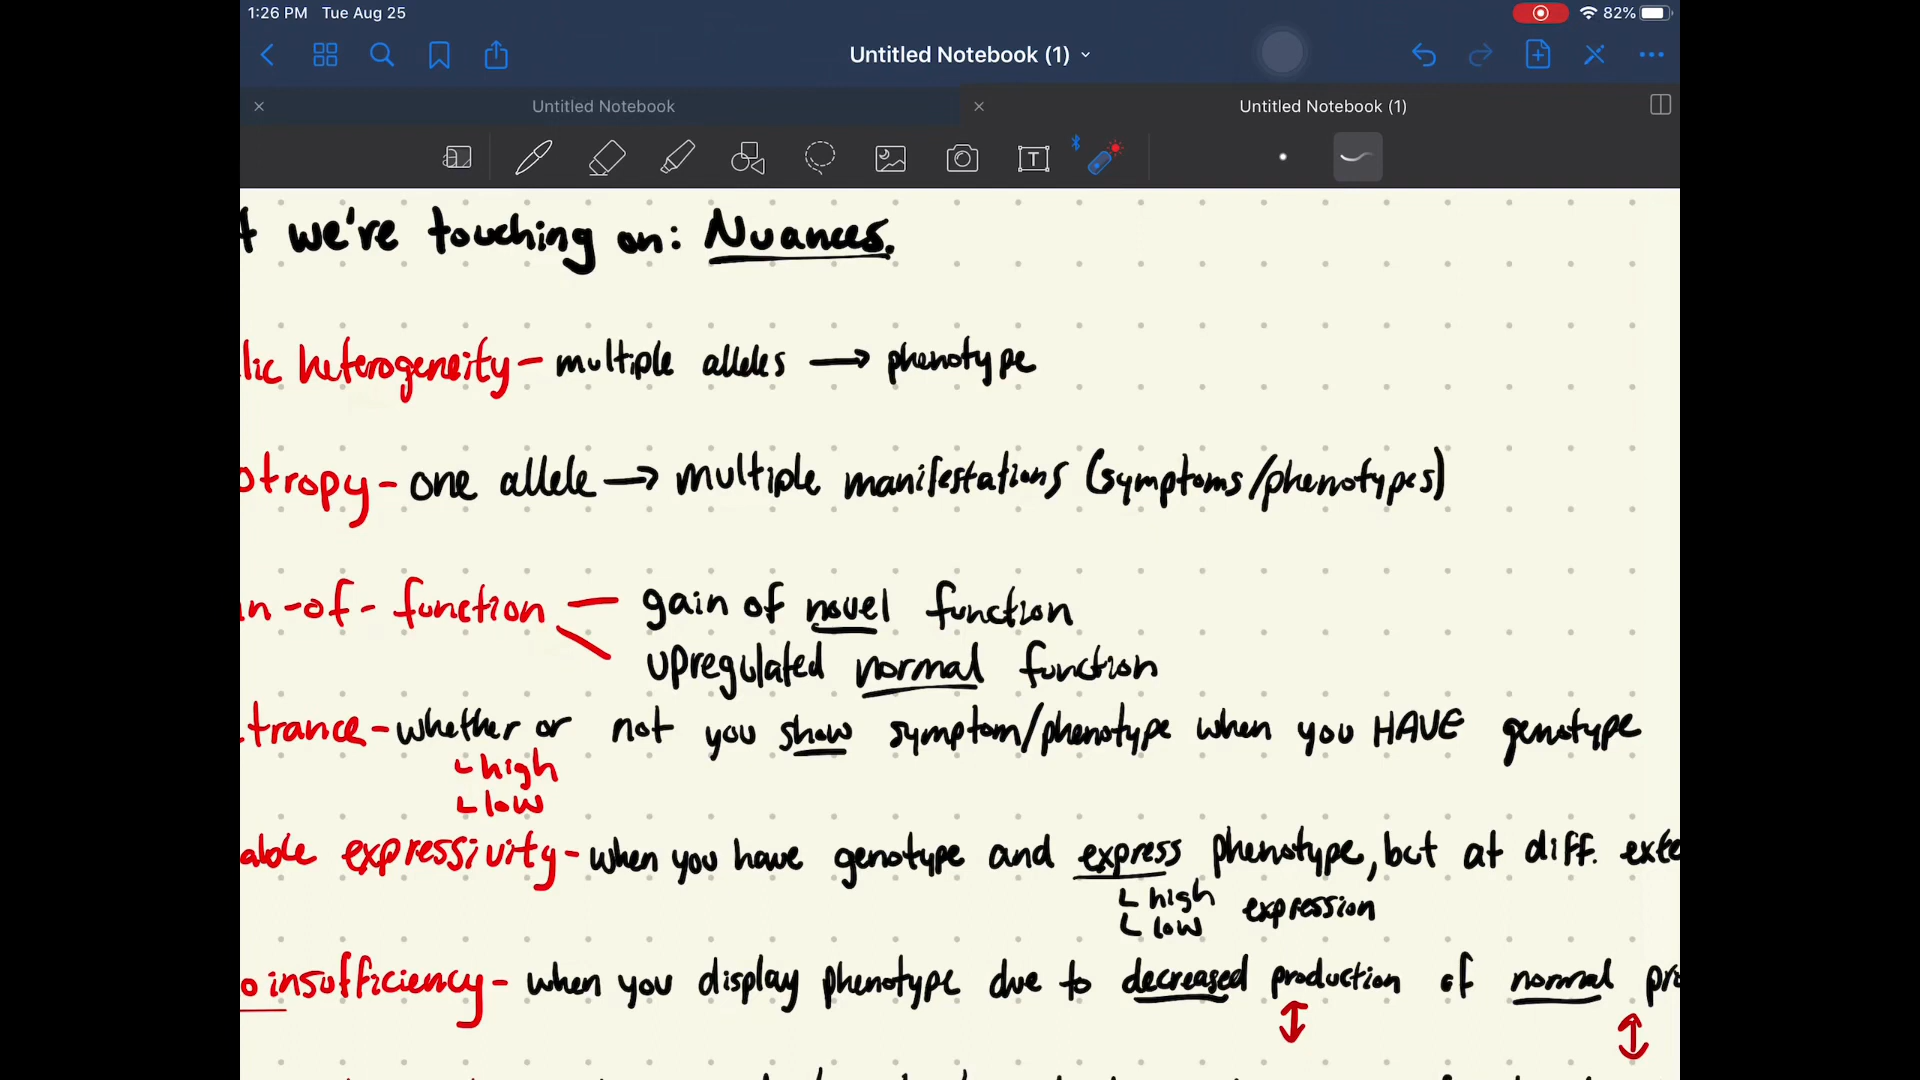 1:26 PM Tue Aug 25
82%
Untitled Notebook (1)
Untitled Notebook
Untitled Notebook (1)
T
we're touching on: Nuances.
lic heterogeneity - multiple alleles → phenotype
otropy - one allele → multiple manifestations (symptoms/phenotypes)
n-of-function — gain of novel function
upregulated normal function
trance - whether or not you show symptom/phenotype when you HAVE genotype
high
low
able expressivity - when you have genotype and express phenotype, but at diff. exte
high
low expression
o insufficiency - when you display phenotype due to decreased production of normal pro